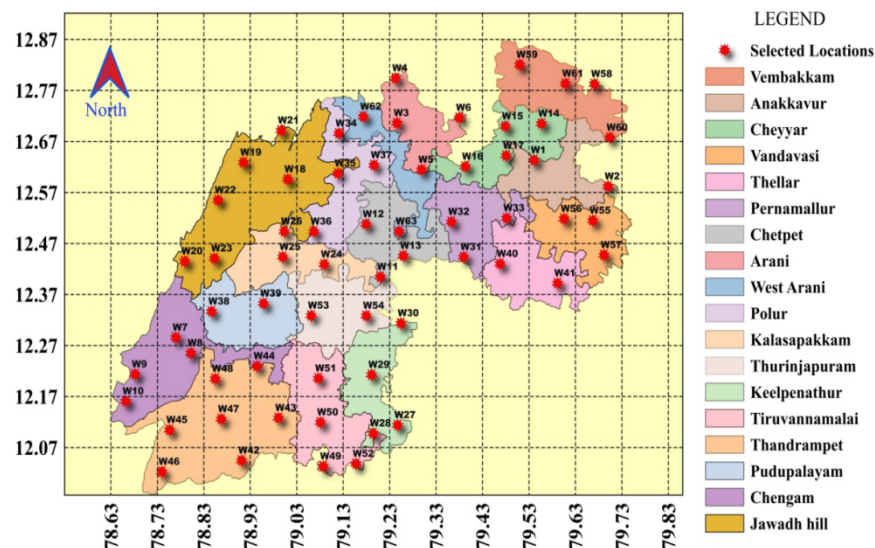 LEGEND
Selected Locations
Vembakkam
Anakkavur
Cheyyar
Vandavasi
Thellar
Pernamallur
Chetpet
Arani
West Arani
Polur
Kalasapakkam
Thurinjapuram
Keelpenathur
Tiruvannamalai
Thandrampet
Pudupalayam
Chengam
Jawadh hill
North
12.87
12.77
12.67
12.57
12.47
12.37
12.27
12.17
12.07
78.63 78.73 78.83 78.93 79.03 79.13 79.23 79.33 79.43 79.53 79.63 79.73 79.83
W59
W4 W61 W58
W62 W3 W6 W15 W14
W21 W34 W60
W19 W37 W5 W16 W17 W1
W18 W35 W2
W22
W12 W32 W33 W56 W55
W26 W36 W63
W20 W23 W25 W24 W13 W31 W40 W57
W11 W41
W38 W39 W53 W54 W30
W7
W8
W9 W48 W44 W51 W29
W10
W45 W47 W43 W50 W28 W27
W46 W42 W49 W52